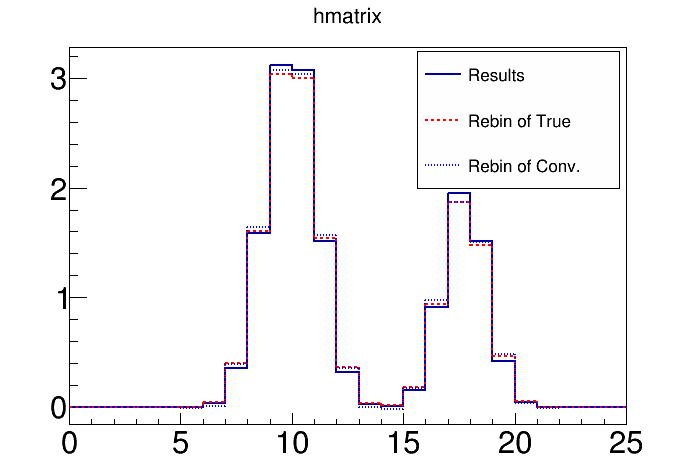 hmatrix
Results
Rebin of True
Rebin of Conv.
3
2
1
0
0 5 10 15 20 25